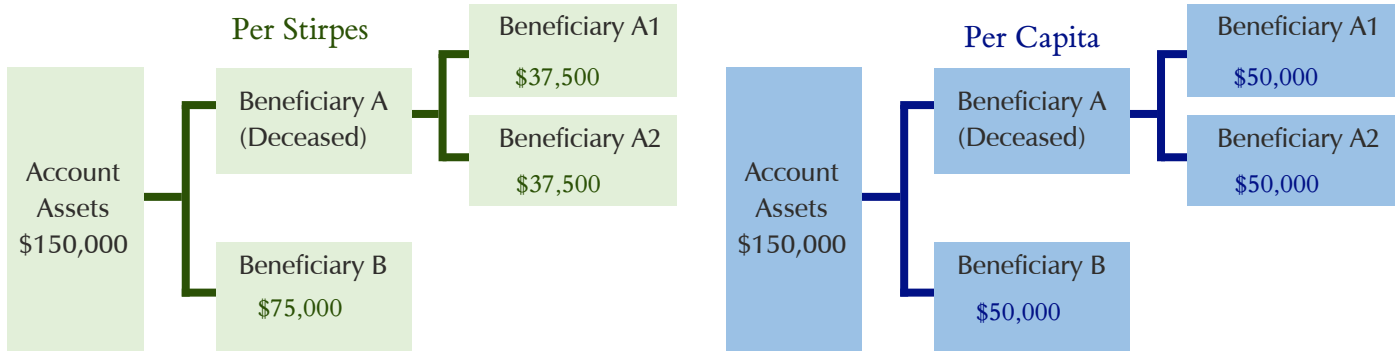 Per Stirpes
Account
Assets
$150,000
Beneficiary A
(Deceased)
Beneficiary A1
$37,500
Beneficiary A2
$37,500
Beneficiary B
$75,000
Per Capita
Account
Assets
$150,000
Beneficiary A
(Deceased)
Beneficiary A1
$50,000
Beneficiary A2
$50,000
Beneficiary B
$50,000